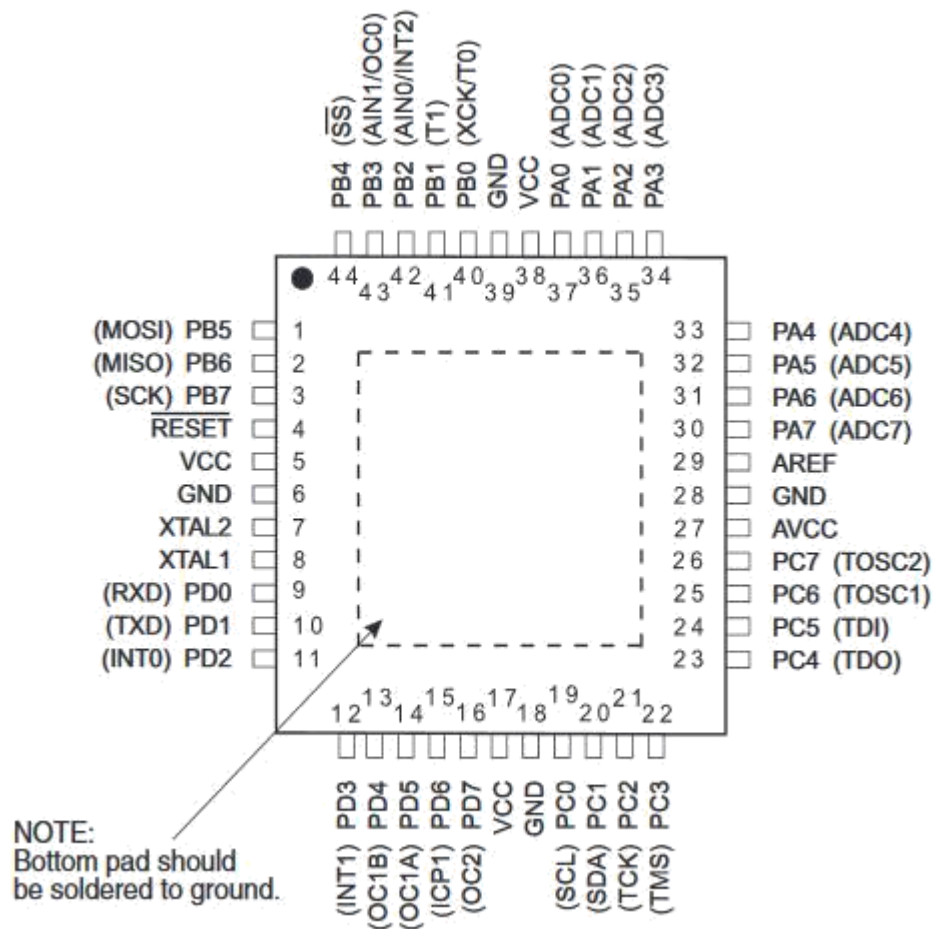 PB4 (SS)
PB3 (AIN1/OC0)
PB2 (AIN0/INT2)
PB1 (T1)
PB0 (XCK/T0)
GND
VCC
PA0 (ADC0)
PA1 (ADC1)
PA2 (ADC2)
PA3 (ADC3)
44 43 42 41 40 39 38 37 36 35 34
(MOSI) PB5 1
(MISO) PB6 2
(SCK) PB7 3
RESET 4
VCC 5
GND 6
XTAL2 7
XTAL1 8
(RXD) PD0 9
(TXD) PD1 10
(INT0) PD2 11
33 PA4 (ADC4)
32 PA5 (ADC5)
31 PA6 (ADC6)
30 PA7 (ADC7)
29 AREF
28 GND
27 AVCC
26 PC7 (TOSC2)
25 PC6 (TOSC1)
24 PC5 (TDI)
23 PC4 (TDO)
12 13 14 15 16 17 18 19 20 21 22
(INT1) PD3
(OC1B) PD4
(OC1A) PD5
(ICP1) PD6
(OC2) PD7
VCC
GND
(SCL) PC0
(SDA) PC1
(TCK) PC2
(TMS) PC3
NOTE:
Bottom pad should
be soldered to ground.